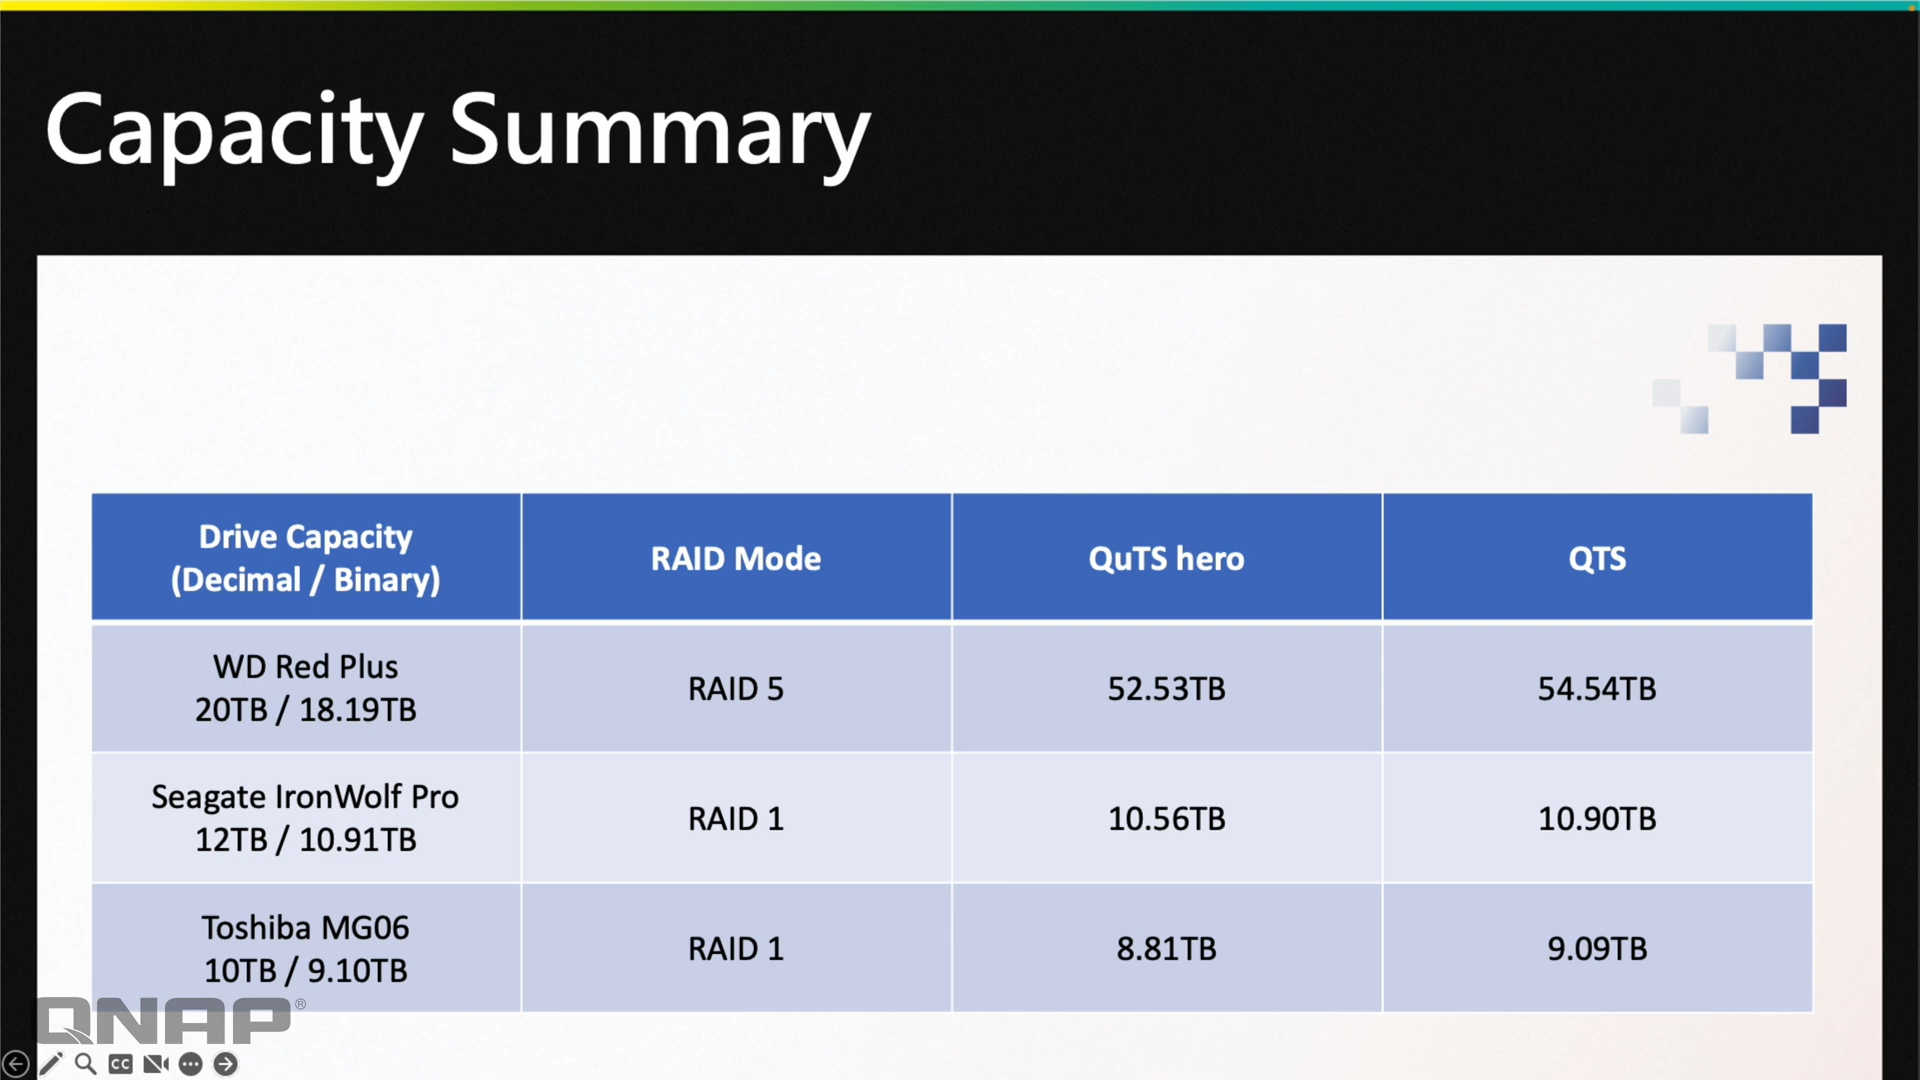 Capacity Summary
Drive Capacity
(Decimal / Binary)
RAID Mode
QuTS hero
QTS
WD Red Plus
20TB / 18.19TB
RAID 5
52.53TB
54.54TB
Seagate IronWolf Pro
12TB / 10.91TB
RAID 1
10.56TB
10.90TB
Toshiba MG06
10TB / 9.10TB
RAID 1
8.81TB
9.09TB
QNAP®
CC